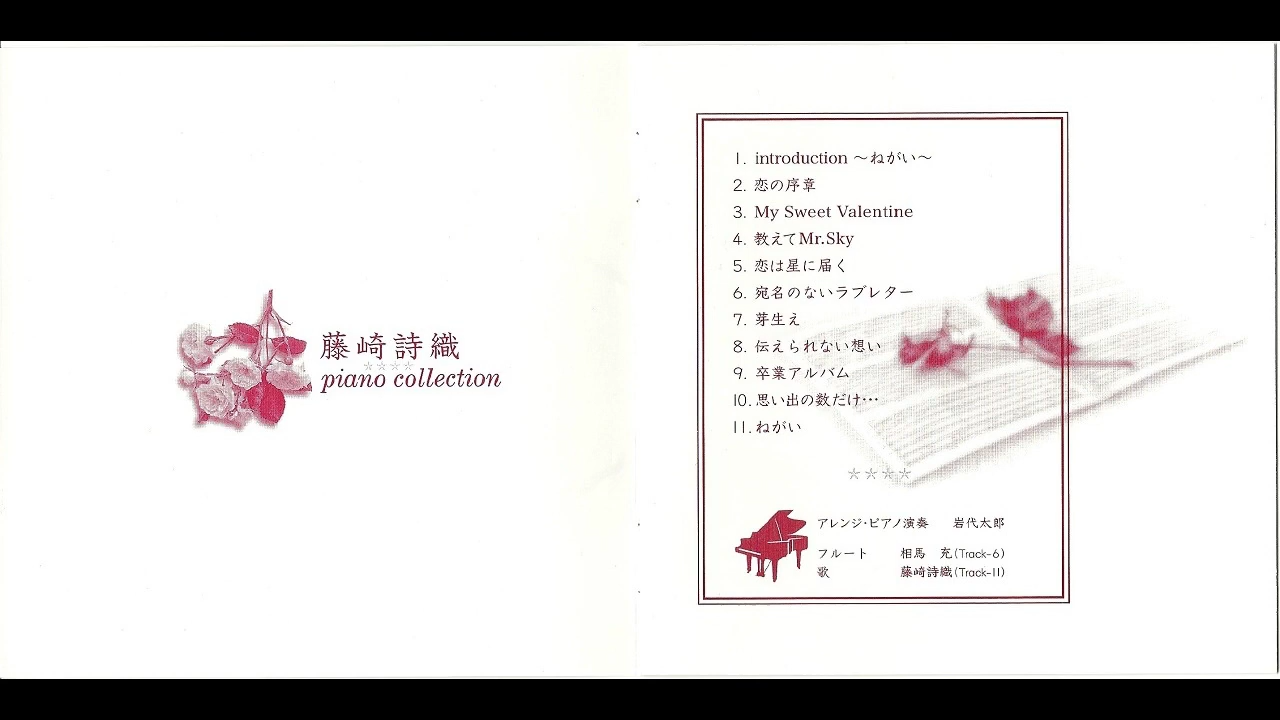 藤崎詩織
☆☆☆☆
piano collection
1. introduction ～ねがい～
2. 恋の序章
3. My Sweet Valentine
4. 教えてMr.Sky
5. 恋は星に届く
6. 宛名のないラブレター
7. 芽生え
8. 伝えられない想い
9. 卒業アルバム
10. 思い出の数だけ…
11. ねがい
☆☆☆☆
アレンジ・ピアノ演奏 岩代太郎
フルート 相馬 充(Track-6)
歌 藤崎詩織(Track-11)